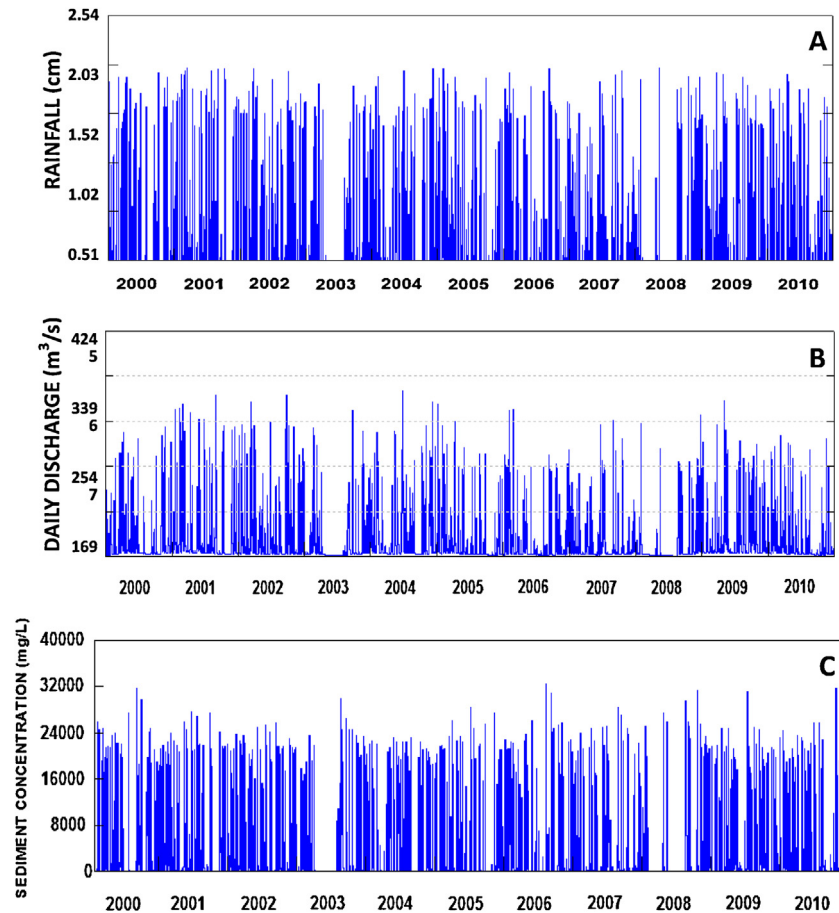 2.54
A
2.03
1.52
1.02
0.51
RAINFALL (cm)
2000 2001 2002 2003 2004 2005 2006 2007 2008 2009 2010
424
5
B
339
6
254
7
169
DAILY DISCHARGE (m³/s)
2000 2001 2002 2003 2004 2005 2006 2007 2008 2009 2010
40000
C
32000
24000
16000
8000
0
SEDIMENT CONCENTRATION (mg/L)
2000 2001 2002 2003 2004 2005 2006 2007 2008 2009 2010